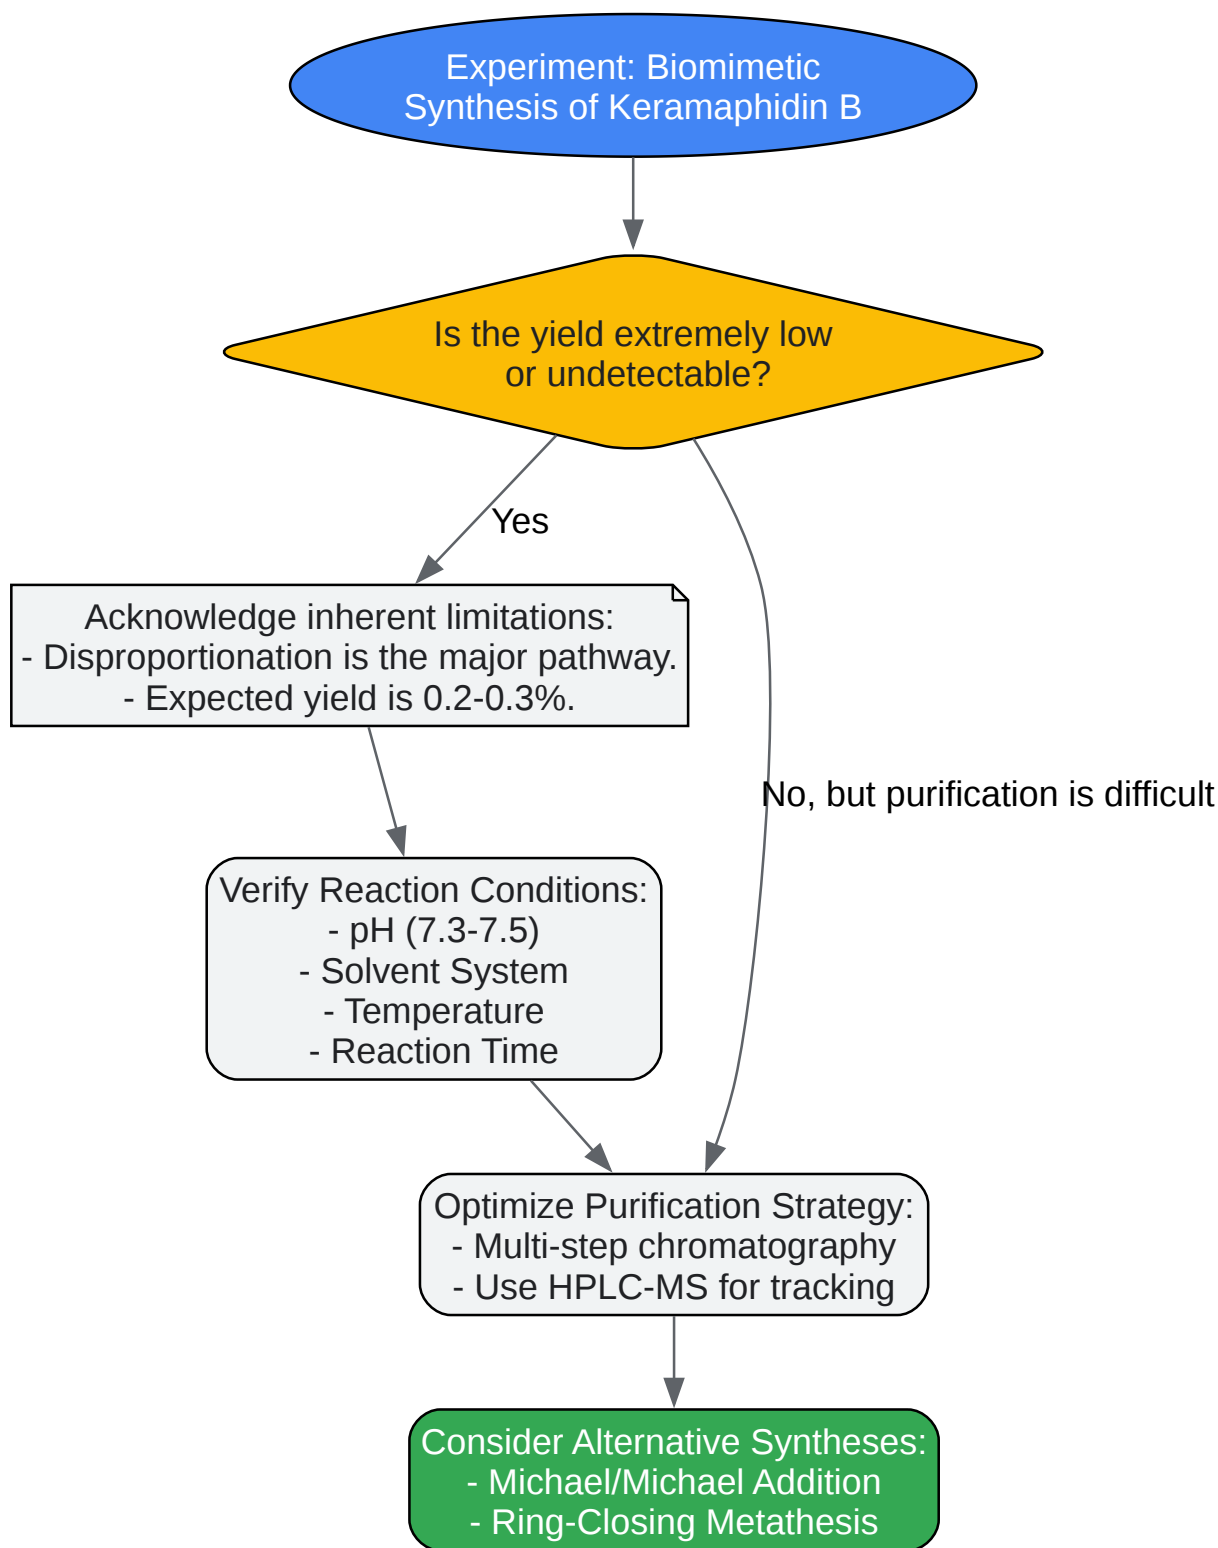 Experiment: Biomimetic
Synthesis of Keramaphidin B
Is the yield extremely low
or undetectable?
Yes
Acknowledge inherent limitations:
- Disproportionation is the major pathway.
- Expected yield is 0.2-0.3%.
No, but purification is difficult
Verify Reaction Conditions:
- pH (7.3-7.5)
- Solvent System
- Temperature
- Reaction Time
Optimize Purification Strategy:
- Multi-step chromatography
- Use HPLC-MS for tracking
Consider Alternative Syntheses:
- Michael/Michael Addition
- Ring-Closing Metathesis